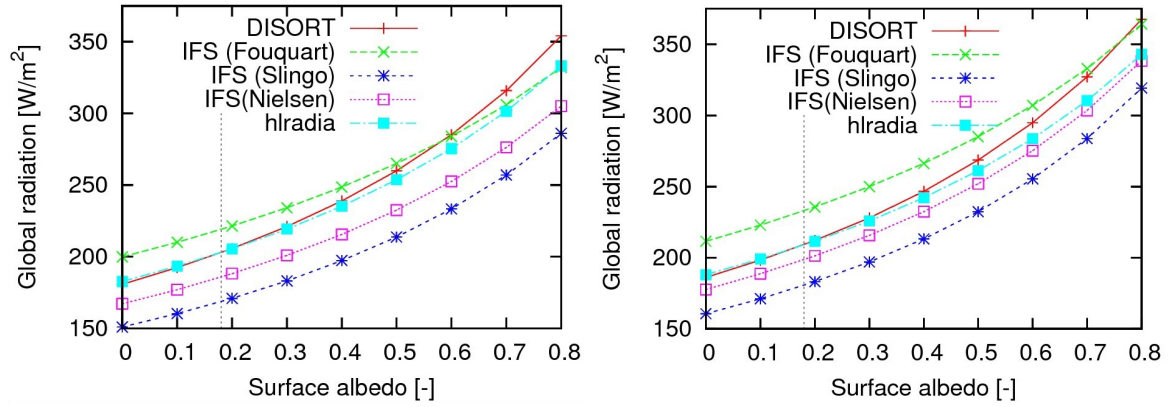 350
300
250
200
150
Global radiation [W/m²]
DISORT
IFS (Fouquart)
IFS (Slingo)
IFS(Nielsen)
hlradia
0 0.1 0.2 0.3 0.4 0.5 0.6 0.7 0.8
Surface albedo [-]
350
300
250
200
150
Global radiation [W/m²]
DISORT
IFS (Fouquart)
IFS (Slingo)
IFS(Nielsen)
hlradia
0 0.1 0.2 0.3 0.4 0.5 0.6 0.7 0.8
Surface albedo [-]